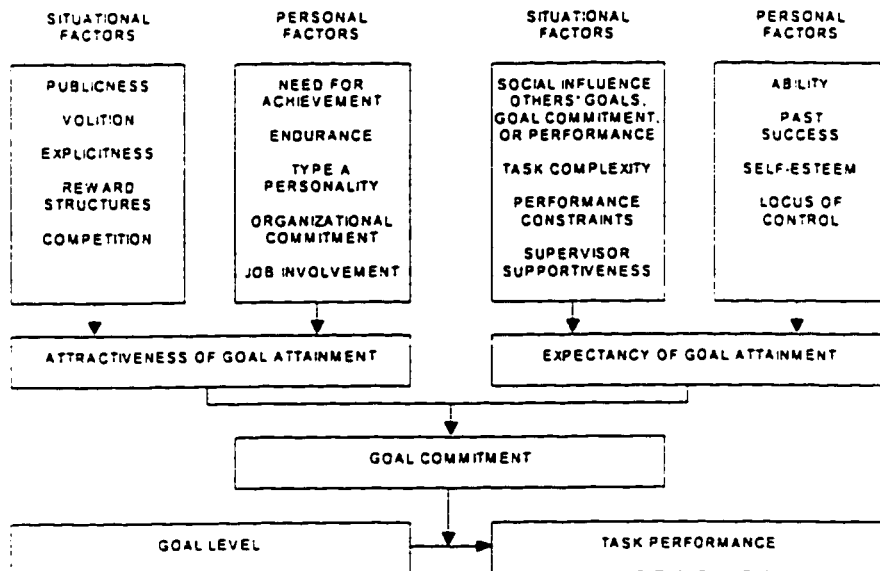 SITUATIONAL
FACTORS
PERSONAL
FACTORS
SITUATIONAL
FACTORS
PERSONAL
FACTORS
PUBLICNESS
VOLITION
EXPLICITNESS
REWARD
STRUCTURES
COMPETITION
NEED FOR
ACHIEVEMENT
ENDURANCE
TYPE A
PERSONALITY
ORGANIZATIONAL
COMMITMENT
JOB INVOLVEMENT
SOCIAL INFLUENCE
OTHERS' GOALS,
GOAL COMMITMENT,
OR PERFORMANCE
TASK COMPLEXITY
PERFORMANCE
CONSTRAINTS
SUPERVISOR
SUPPORTIVENESS
ABILITY
PAST
SUCCESS
SELF-ESTEEM
LOCUS OF
CONTROL
ATTRACTIVENESS OF GOAL ATTAINMENT
EXPECTANCY OF GOAL ATTAINMENT
GOAL COMMITMENT
GOAL LEVEL
TASK PERFORMANCE